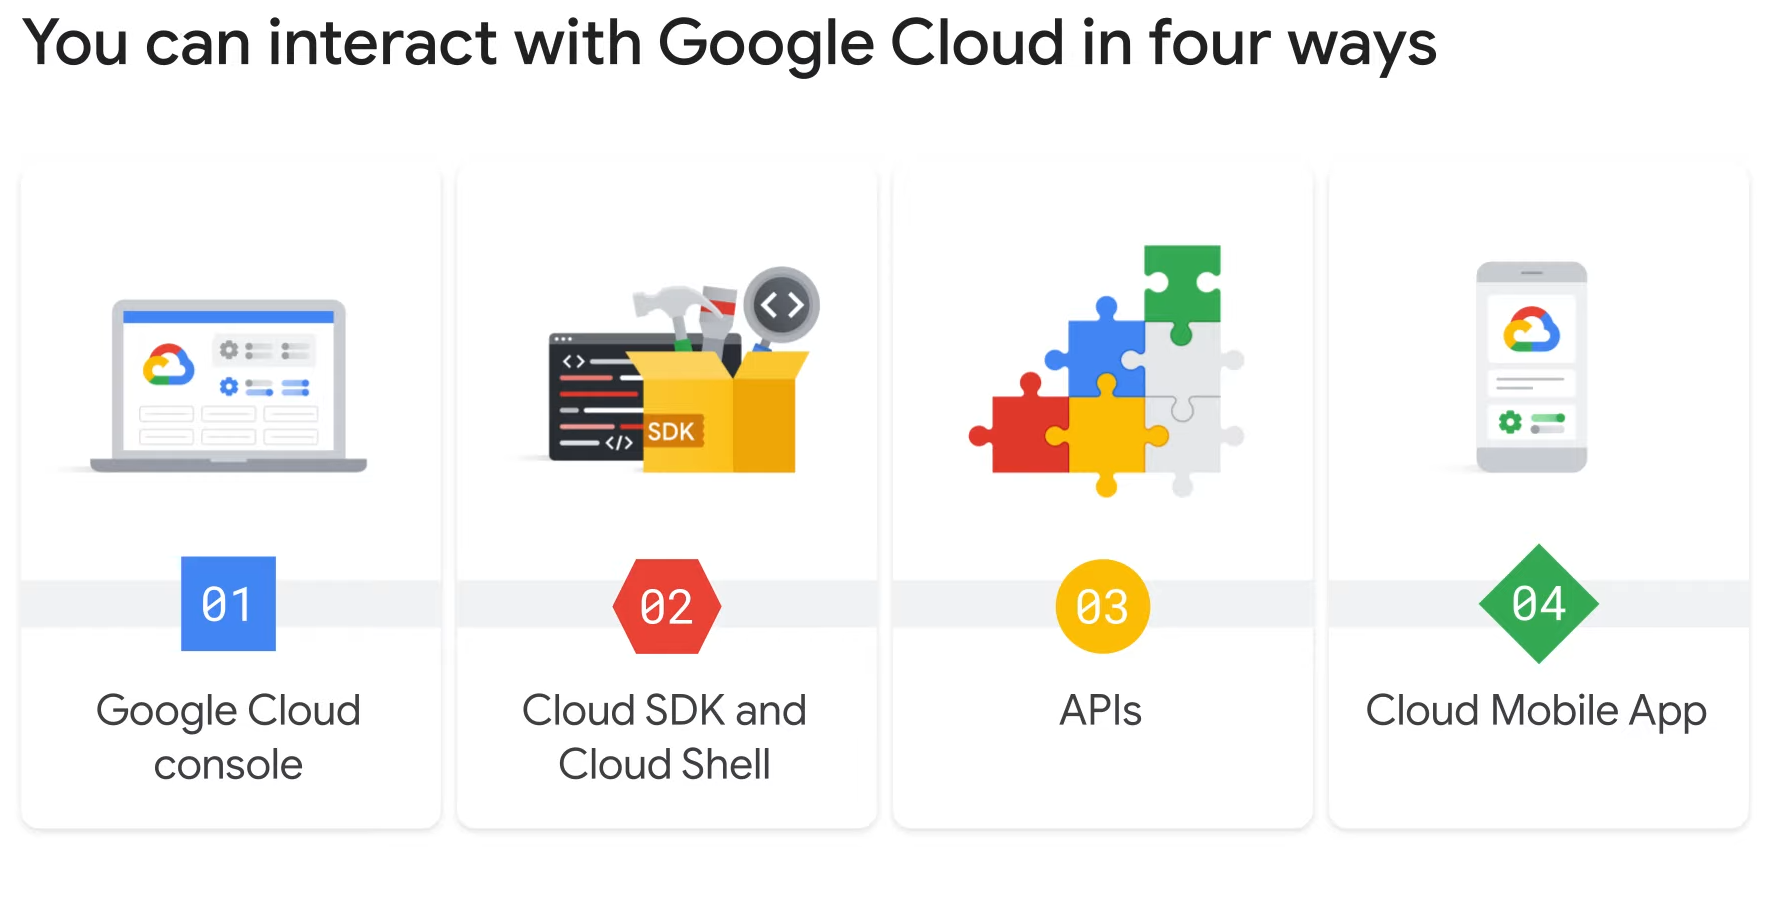 You can interact with Google Cloud in four ways
< >
</>
SDK
< >
01
Google Cloud
console
02
Cloud SDK and
Cloud Shell
03
APIs
04
Cloud Mobile App